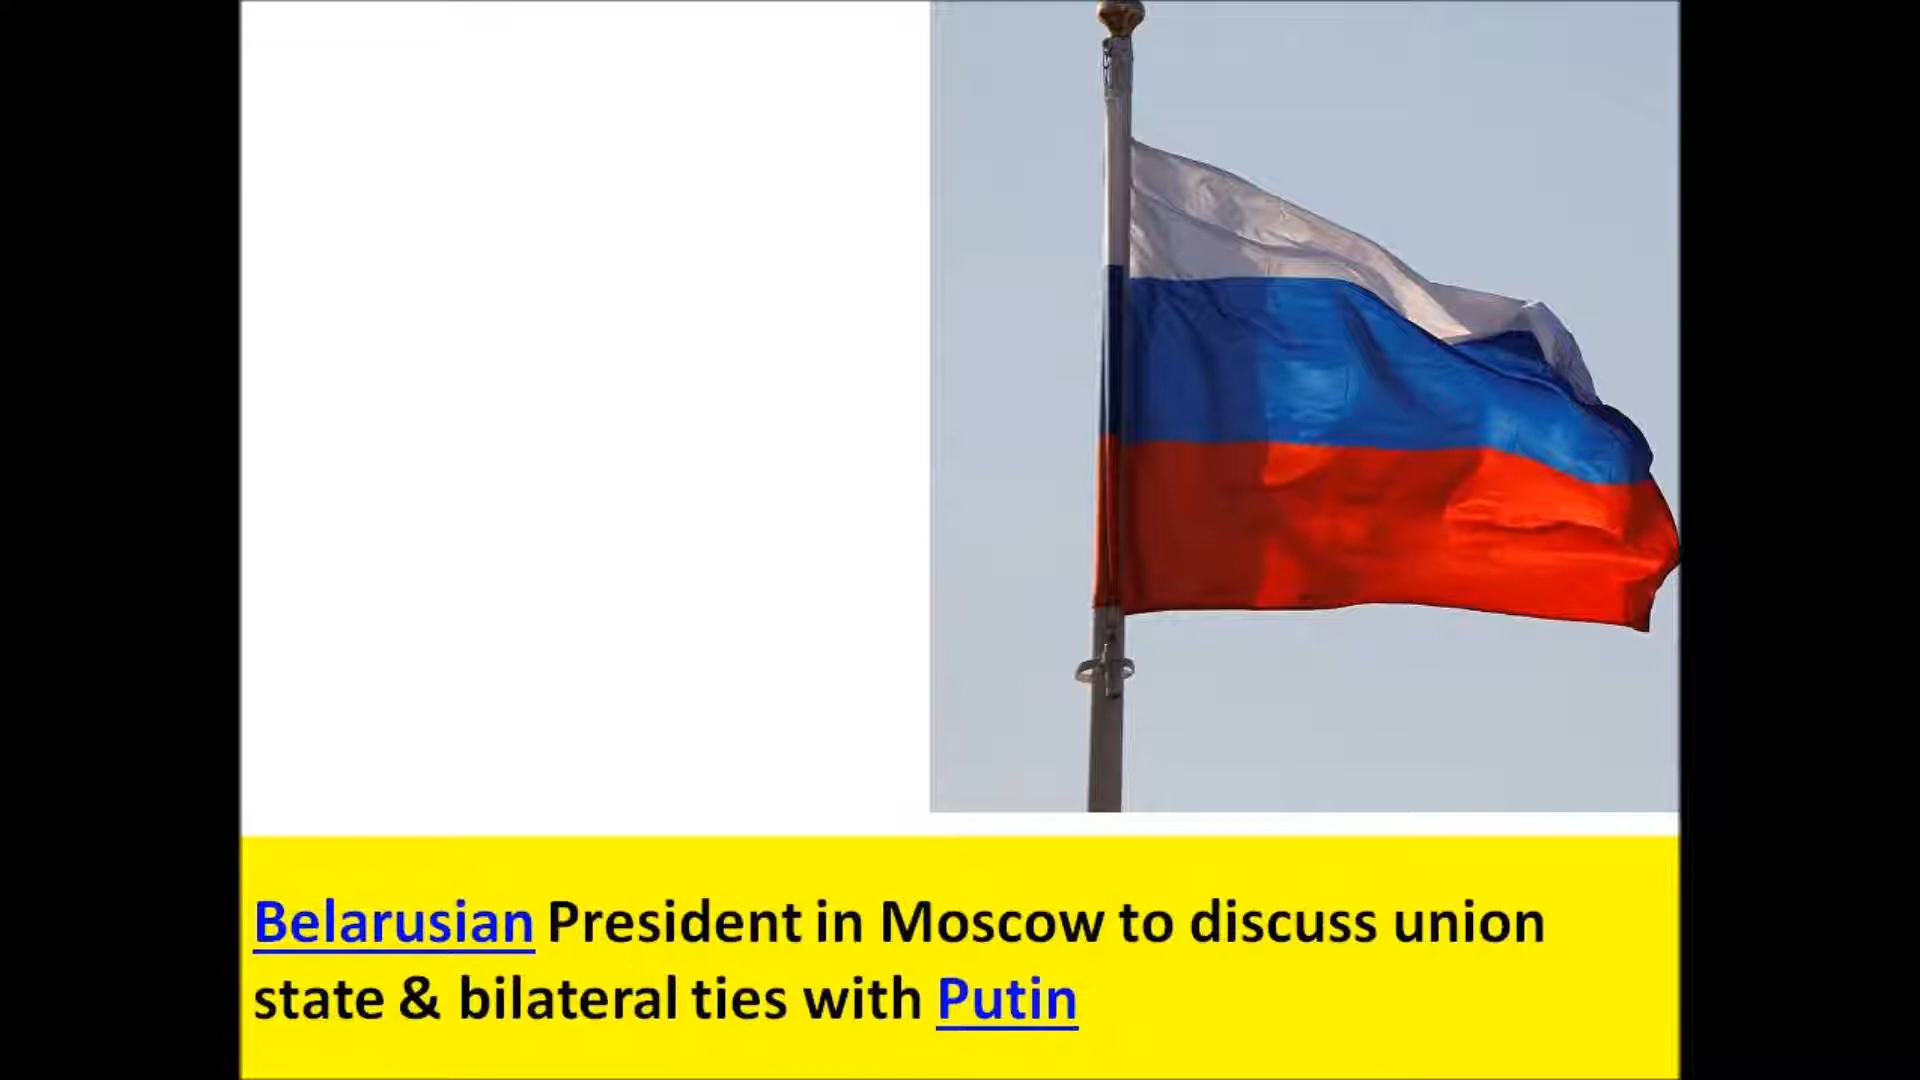 Belarusian President in Moscow to discuss union
state & bilateral ties with Putin